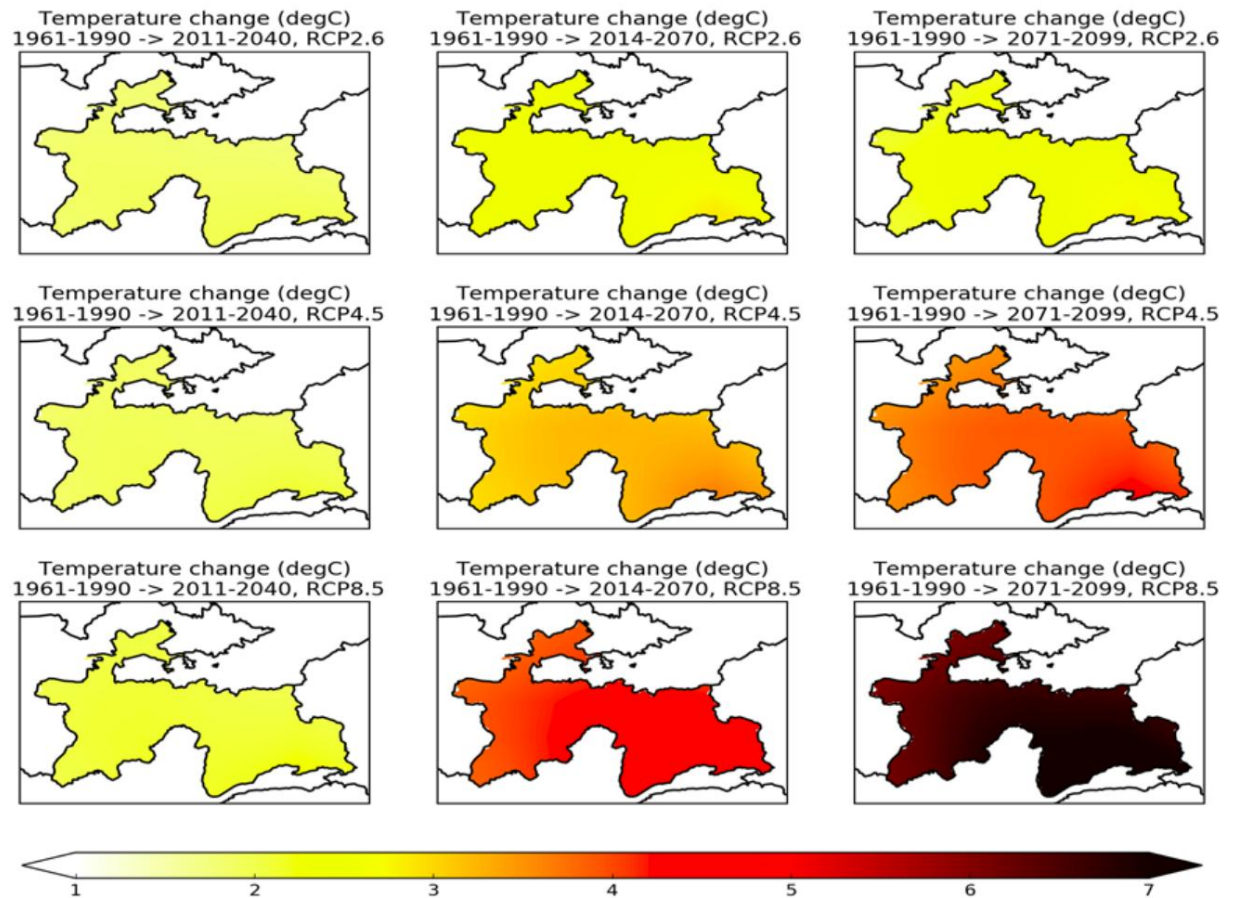 Temperature change (degC)
1961-1990 -> 2011-2040, RCP2.6
Temperature change (degC)
1961-1990 -> 2014-2070, RCP2.6
Temperature change (degC)
1961-1990 -> 2071-2099, RCP2.6
Temperature change (degC)
1961-1990 -> 2011-2040, RCP4.5
Temperature change (degC)
1961-1990 -> 2014-2070, RCP4.5
Temperature change (degC)
1961-1990 -> 2071-2099, RCP4.5
Temperature change (degC)
1961-1990 -> 2011-2040, RCP8.5
Temperature change (degC)
1961-1990 -> 2014-2070, RCP8.5
Temperature change (degC)
1961-1990 -> 2071-2099, RCP8.5
1 2 3 4 5 6 7